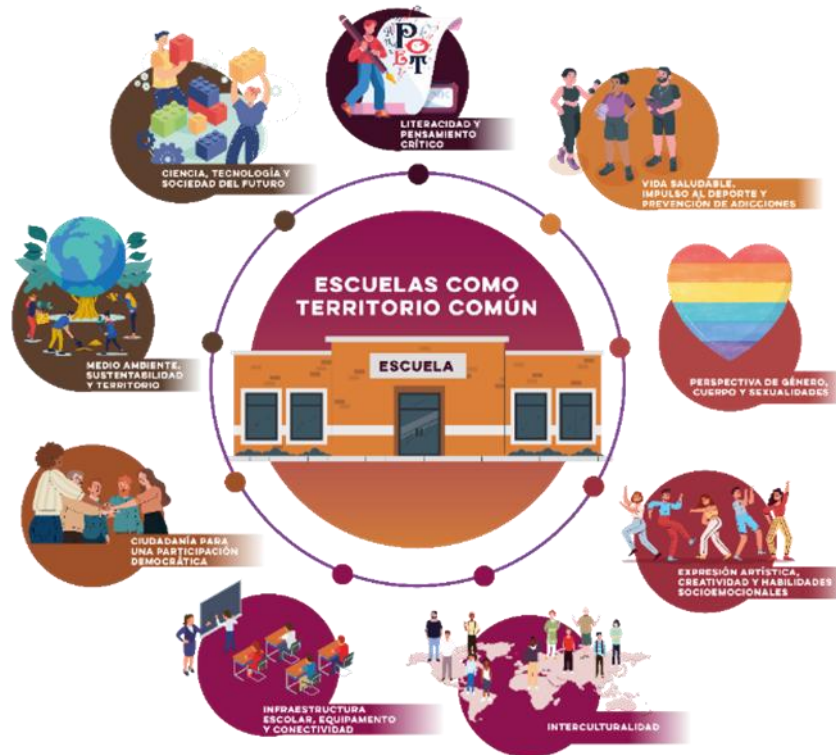 POET
LITERACIDAD Y
PENSAMIENTO
CRÍTICO
CIENCIA, TECNOLOGÍA Y
SOCIEDAD DEL FUTURO
VIDA SALUDABLE,
IMPULSO AL DEPORTE Y
PREVENCIÓN DE ADICCIONES
ESCUELAS COMO
TERRITORIO COMÚN
ESCUELA
MEDIO AMBIENTE,
SUSTENTABILIDAD
Y TERRITORIO
PERSPECTIVA DE GÉNERO,
CUERPO Y SEXUALIDADES
CIUDADANÍA PARA
UNA PARTICIPACIÓN
DEMOCRÁTICA
EXPRESIÓN ARTÍSTICA,
CREATIVIDAD Y HABILIDADES
SOCIOEMOCIONALES
INFRAESTRUCTURA
ESCOLAR, EQUIPAMENTO
Y CONECTIVIDAD
INTERCULTURALIDAD